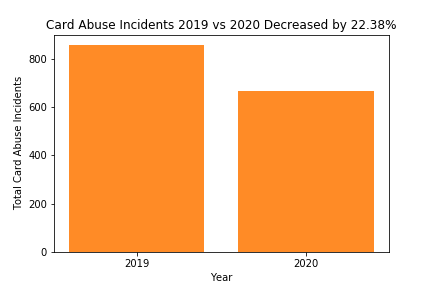 Card Abuse Incidents 2019 vs 2020 Decreased by 22.38%
Total Card Abuse Incidents
800
600
400
200
0
2019
2020
Year